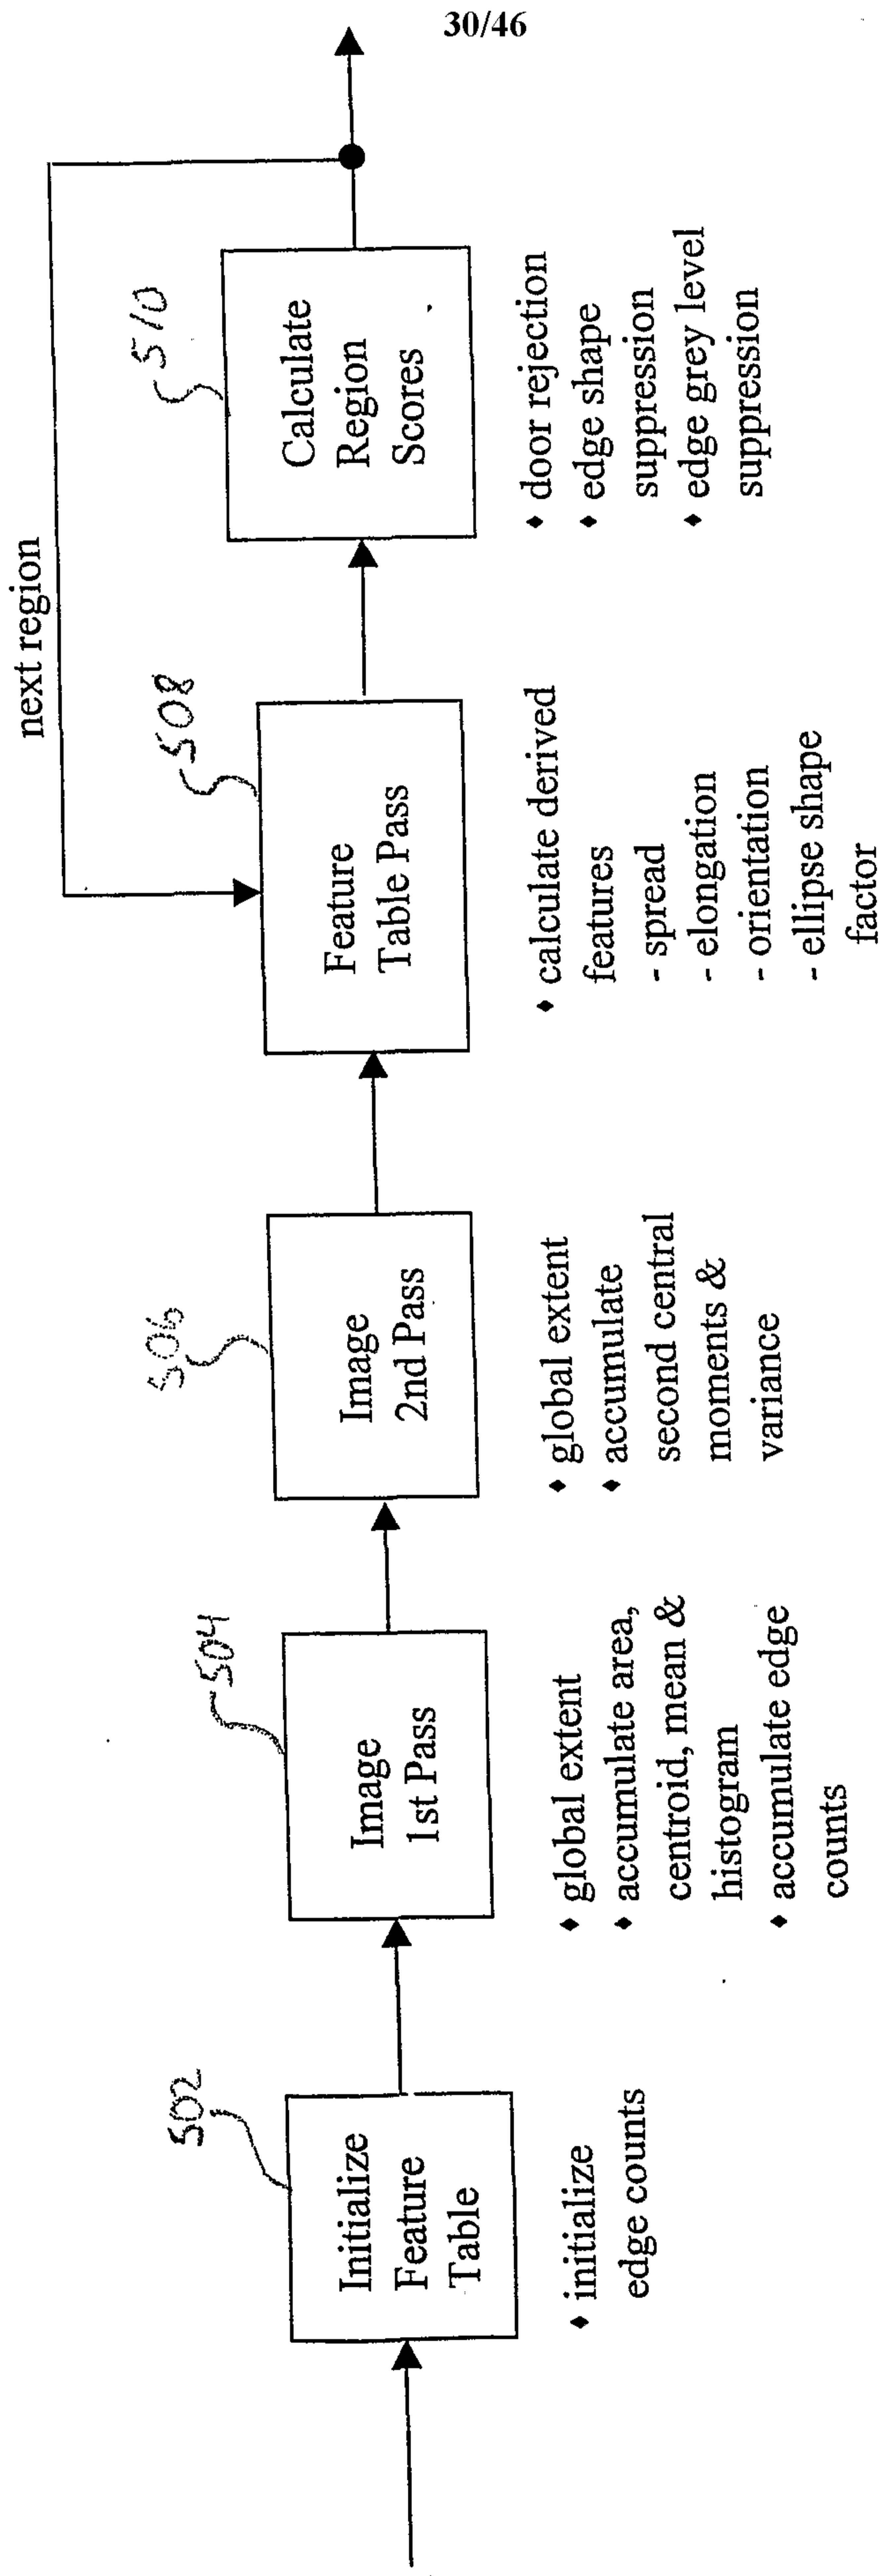 30/46
next region
502
Initialize
Feature
Table
♦ initialize
edge counts
504
Image
1st Pass
♦ global extent
♦ accumulate area,
centroid, mean &
histogram
♦ accumulate edge
counts
506
Image
2nd Pass
♦ global extent
♦ accumulate
second central
moments &
variance
508
Feature
Table Pass
♦ calculate derived
features
- spread
- elongation
- orientation
- ellipse shape
factor
510
Calculate
Region
Scores
♦ door rejection
♦ edge shape
suppression
♦ edge grey level
suppression